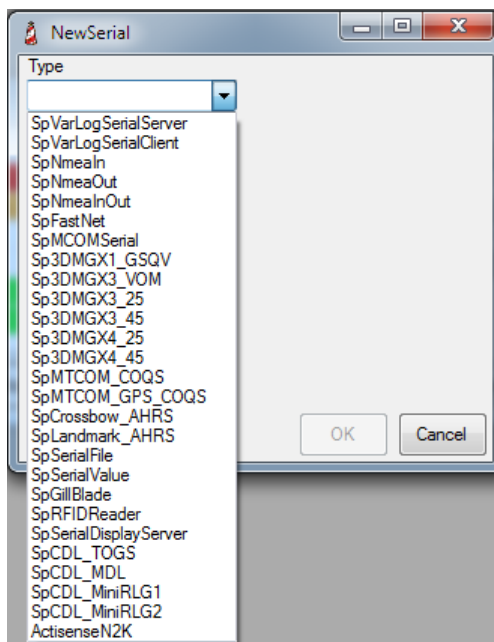 NewSerial
Type
SpVarLogSerialServer
SpVarLogSerialClient
SpNmeaIn
SpNmeaOut
SpNmeaInOut
SpFastNet
SpMCOMSerial
Sp3DMGX1_GSQV
Sp3DMGX3_VOM
Sp3DMGX3_25
Sp3DMGX3_45
Sp3DMGX4_25
Sp3DMGX4_45
SpMTCOM_COQS
SpMTCOM_GPS_COQS
SpCrossbow_AHRS
SpLandmark_AHRS
SpSerialFile
SpSerialValue
SpGillBlade
SpRFIDReader
SpSerialDisplayServer
SpCDL_TOGS
SpCDL_MDL
SpCDL_MiniRLG1
SpCDL_MiniRLG2
ActisenseN2K
OK Cancel